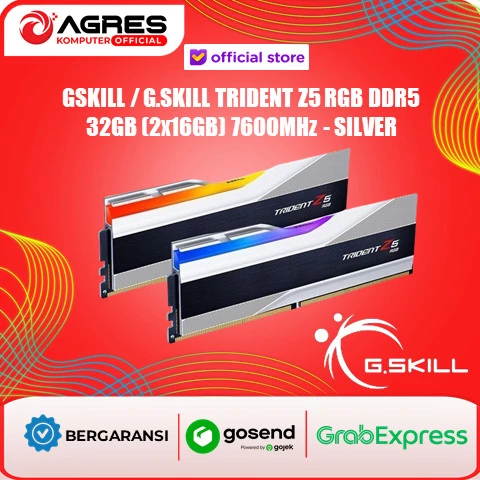 AGRES
KOMPUTER OFFICIAL
official store
GSKILL / G.SKILL TRIDENT Z5 RGB DDR5
32GB (2x16GB) 7600MHz - SILVER
TRIDENT Z5
RGB
TRIDENT Z5
RGB
G.SKILL
BERGARANSI
gosend
Powered by gojek
GrabExpress